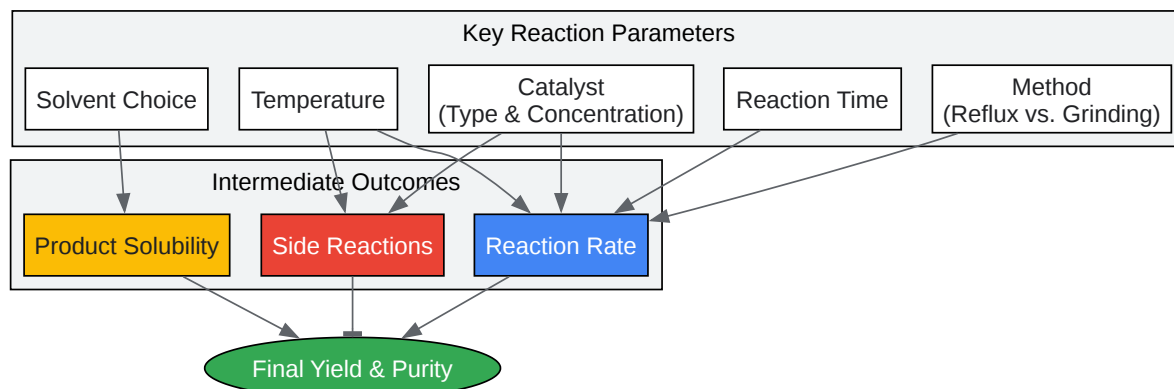 Key Reaction Parameters
Solvent Choice
Temperature
Catalyst
(Type & Concentration)
Reaction Time
Method
(Reflux vs. Grinding)
Intermediate Outcomes
Product Solubility
Side Reactions
Reaction Rate
Final Yield & Purity